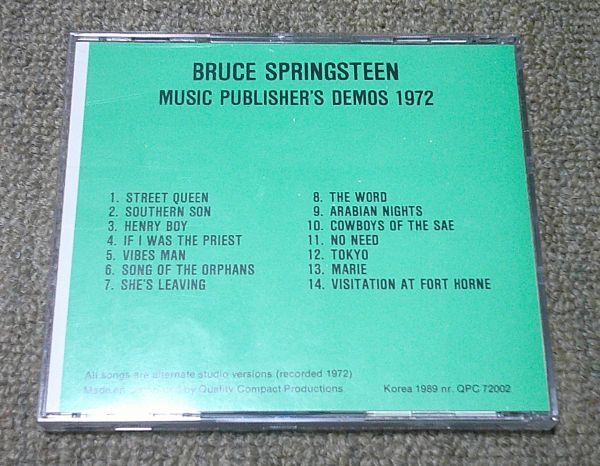 BRUCE SPRINGSTEEN
MUSIC PUBLISHER'S DEMOS 1972
1. STREET QUEEN
2. SOUTHERN SON
3. HENRY BOY
4. IF I WAS THE PRIEST
5. VIBES MAN
6. SONG OF THE ORPHANS
7. SHE'S LEAVING
8. THE WORD
9. ARABIAN NIGHTS
10. COWBOYS OF THE SAE
11. NO NEED
12. TOKYO
13. MARIE
14. VISITATION AT FORT HORNE
All songs are alternate studio versions (recorded 1972)
by Quality Compact Productions.
Korea 1989 nr. QPC 72002